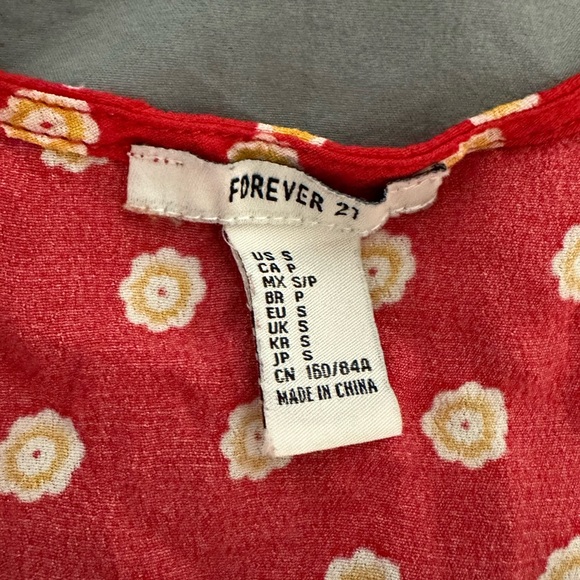 FOREVER 21
US S
CA P
MX S/P
BR P
EU S
UK S
KR S
JP S
CN 160/84A
MADE IN CHINA